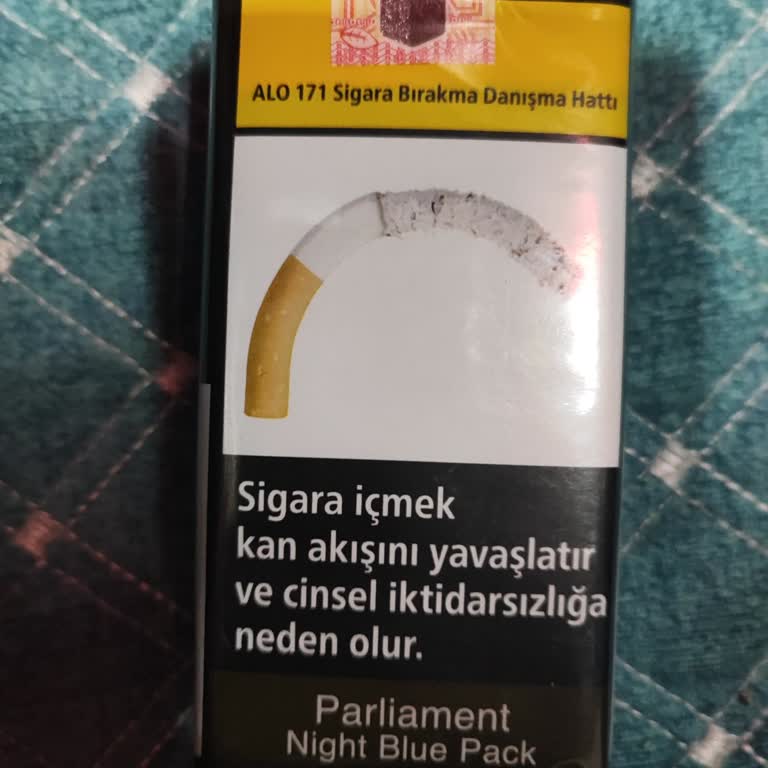 ALO 171 Sigara Bırakma Danışma Hattı
Sigara içmek
kan akışını yavaşlatır
ve cinsel iktidarsızlığa
neden olur.
Parliament
Night Blue Pack